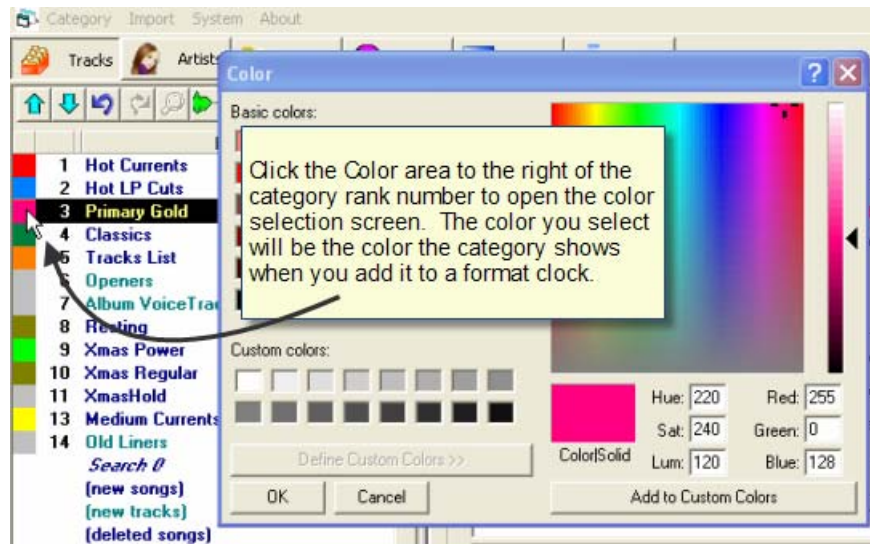 Category Import System About
Tracks Artists
Color
Basic colors:
Click the Color area to the right of the
category rank number to open the color
selection screen. The color you select
will be the color the category shows
when you add it to a format clock.
1 Hot Currents
2 Hot LP Cuts
3 Primary Gold
4 Classics
5 Tracks List
6 Openers
7 Album VoiceTra
8 Resting
9 Xmas Power
10 Xmas Regular
11 XmasHold
13 Medium Currents
14 Old Liners
Search 0
(new songs)
(new tracks)
(deleted songs)
Custom colors:
Define Custom Colors >>
OK Cancel
Color|Solid
Hue: 220 Red: 255
Sat: 240 Green: 0
Lum: 120 Blue: 128
Add to Custom Colors